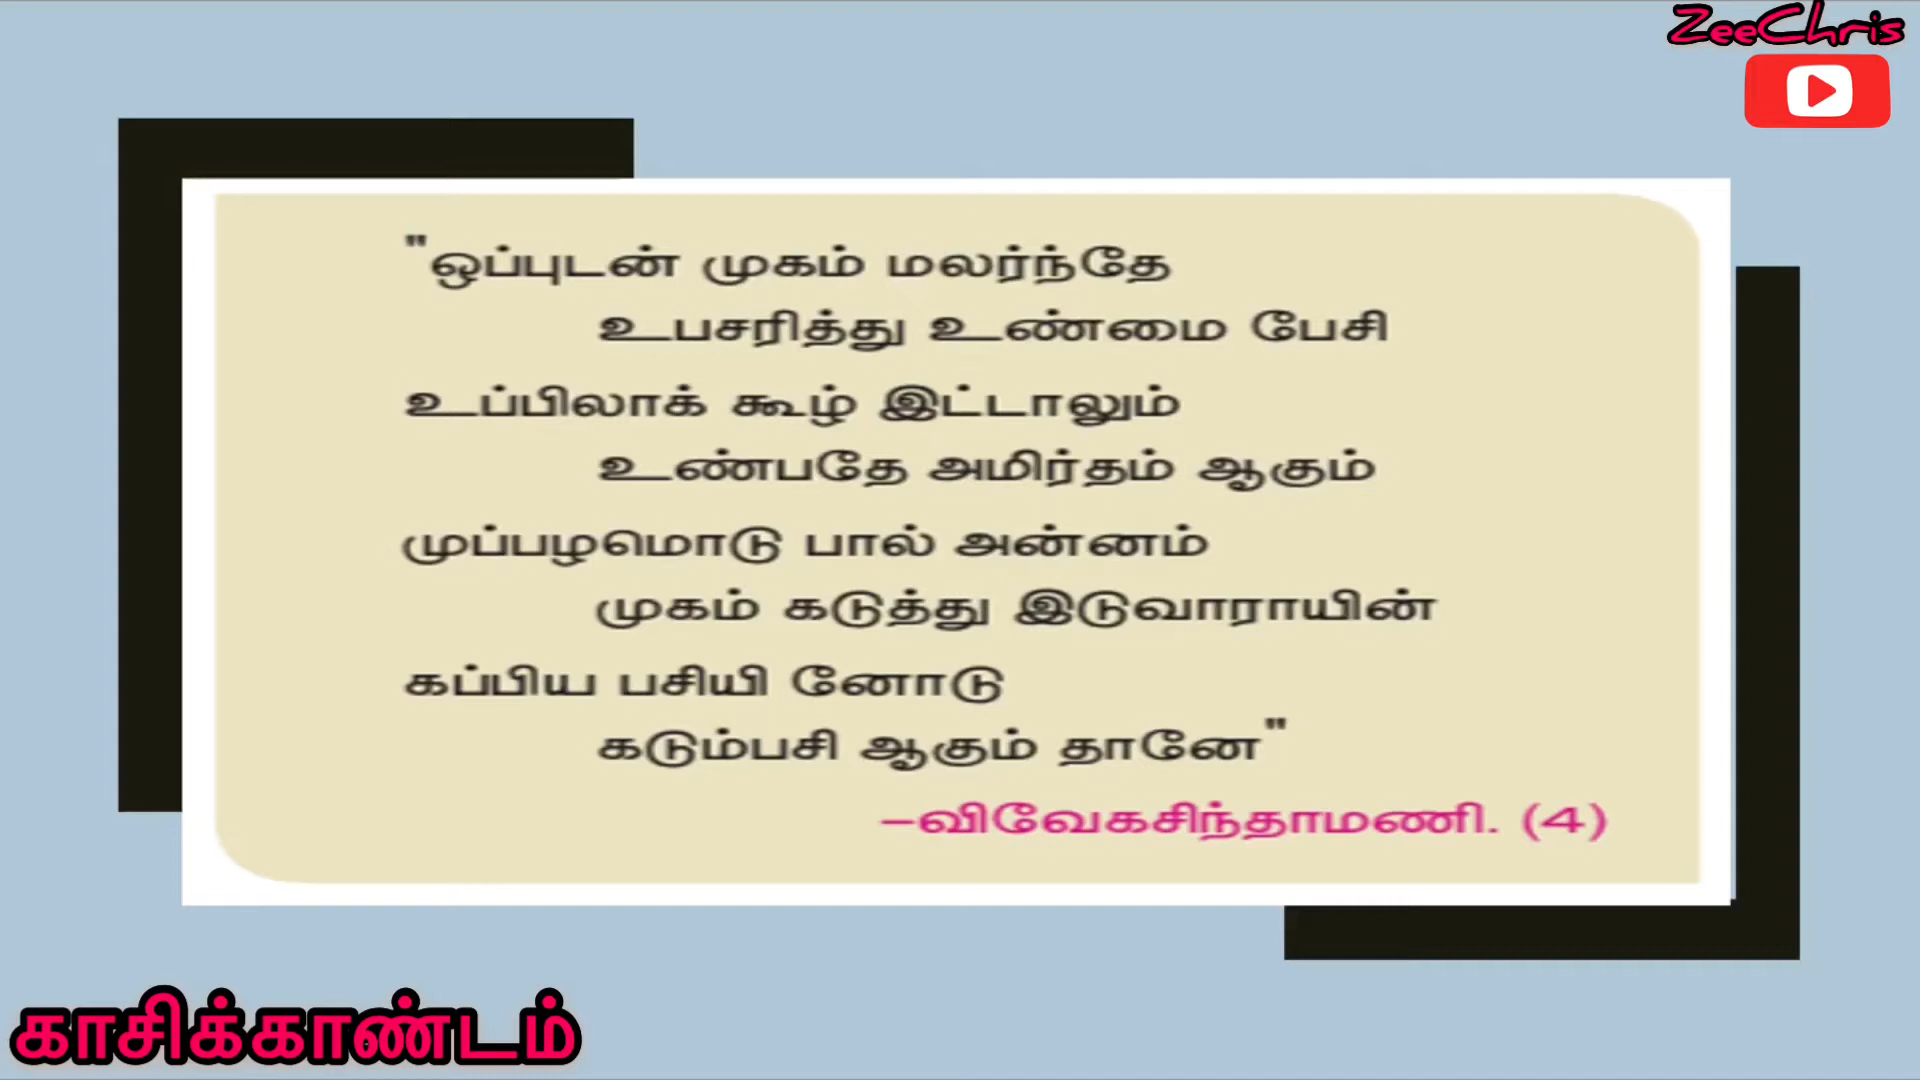 ZeeChris
"ஒப்புடன் முகம் மலர்ந்தே
உபசரித்து உண்மை பேசி
உப்பிலாக் கூழ் இட்டாலும்
உண்பதே அமிர்தம் ஆகும்
முப்பழமொடு பால் அன்னம்
முகம் கடுத்து இடுவாராயின்
கப்பிய பசியி னோடு
கடும்பசி ஆகும் தானே"
–விவேகசிந்தாமணி. (4)
காசிக்காண்டம்